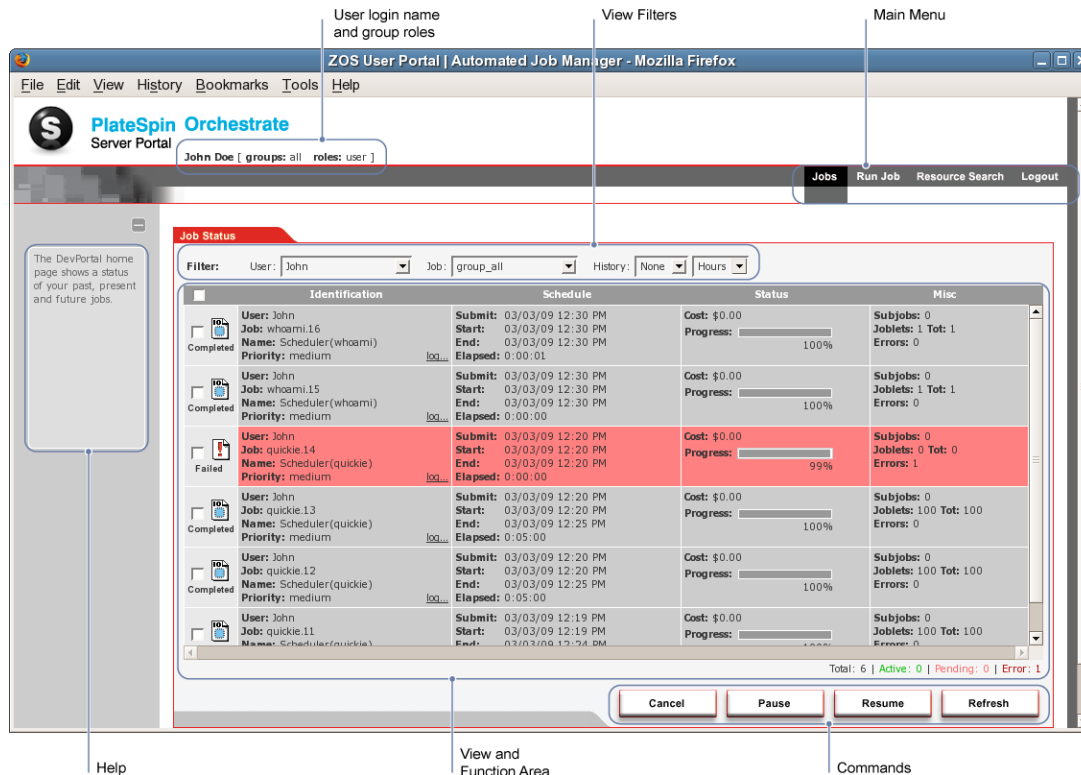 User login name
and group roles
View Filters
Main Menu
ZOS User Portal | Automated Job Manager - Mozilla Firefox
File Edit View History Bookmarks Tools Help
S
PlateSpin Orchestrate
Server Portal
John Doe [ groups: all roles: user ]
Jobs Run Job Resource Search Logout
The DevPortal home
page shows a status
of your past, present
and future jobs.
Job Status
Filter: User: John Job: group_all History: None Hours
Identification Schedule Status Misc
Completed
User: John
Job: whoami.16
Name: Scheduler(whoami)
Priority: medium log...
Submit: 03/03/09 12:30 PM
Start: 03/03/09 12:30 PM
End: 03/03/09 12:30 PM
Elapsed: 0:00:01
Cost: $0.00
Progress:
100%
Subjobs: 0
Joblets: 1 Tot: 1
Errors: 0
Completed
User: John
Job: whoami.15
Name: Scheduler(whoami)
Priority: medium log...
Submit: 03/03/09 12:30 PM
Start: 03/03/09 12:30 PM
End: 03/03/09 12:30 PM
Elapsed: 0:00:00
Cost: $0.00
Progress:
100%
Subjobs: 0
Joblets: 1 Tot: 1
Errors: 0
Failed
User: John
Job: quickie.14
Name: Scheduler(quickie)
Priority: medium log...
Submit: 03/03/09 12:20 PM
Start: 03/03/09 12:20 PM
End: 03/03/09 12:20 PM
Elapsed: 0:00:00
Cost: $0.00
Progress:
99%
Subjobs: 0
Joblets: 0 Tot: 0
Errors: 1
Completed
User: John
Job: quickie.13
Name: Scheduler(quickie)
Priority: medium log...
Submit: 03/03/09 12:20 PM
Start: 03/03/09 12:20 PM
End: 03/03/09 12:25 PM
Elapsed: 0:05:00
Cost: $0.00
Progress:
100%
Subjobs: 0
Joblets: 100 Tot: 100
Errors: 0
Completed
User: John
Job: quickie.12
Name: Scheduler(quickie)
Priority: medium log...
Submit: 03/03/09 12:20 PM
Start: 03/03/09 12:20 PM
End: 03/03/09 12:25 PM
Elapsed: 0:05:00
Cost: $0.00
Progress:
100%
Subjobs: 0
Joblets: 100 Tot: 100
Errors: 0
User: John
Job: quickie.11
Name: Scheduler(quickie)
Submit: 03/03/09 12:19 PM
Start: 03/03/09 12:19 PM
End: 03/03/09 12:24 PM
Cost: $0.00
Progress:
100%
Subjobs: 0
Joblets: 100 Tot: 100
Errors: 0
Total: 6 | Active: 0 | Pending: 0 | Error: 1
Cancel Pause Resume Refresh
Help
View and
Function Area
Commands